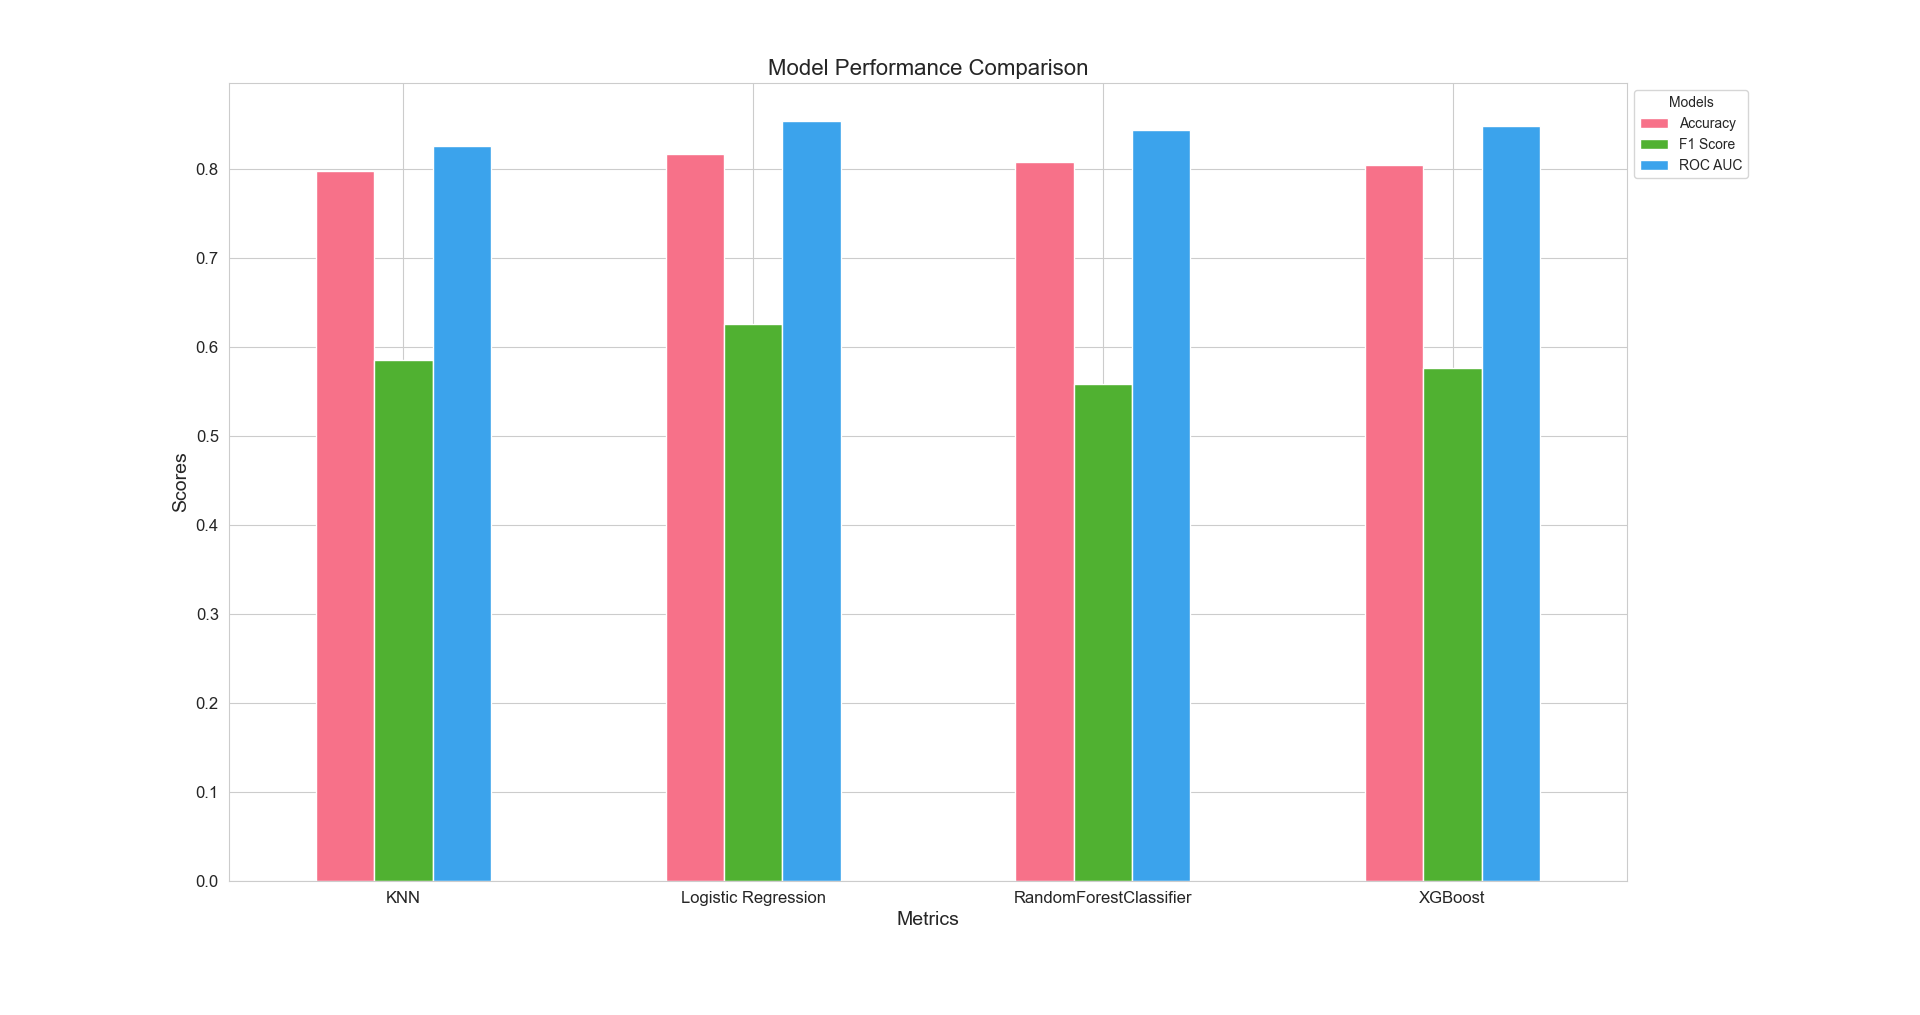 Model Performance Comparison
Models
Accuracy
F1 Score
ROC AUC
Scores
0.8
0.7
0.6
0.5
0.4
0.3
0.2
0.1
0.0
KNN Logistic Regression RandomForestClassifier XGBoost
Metrics